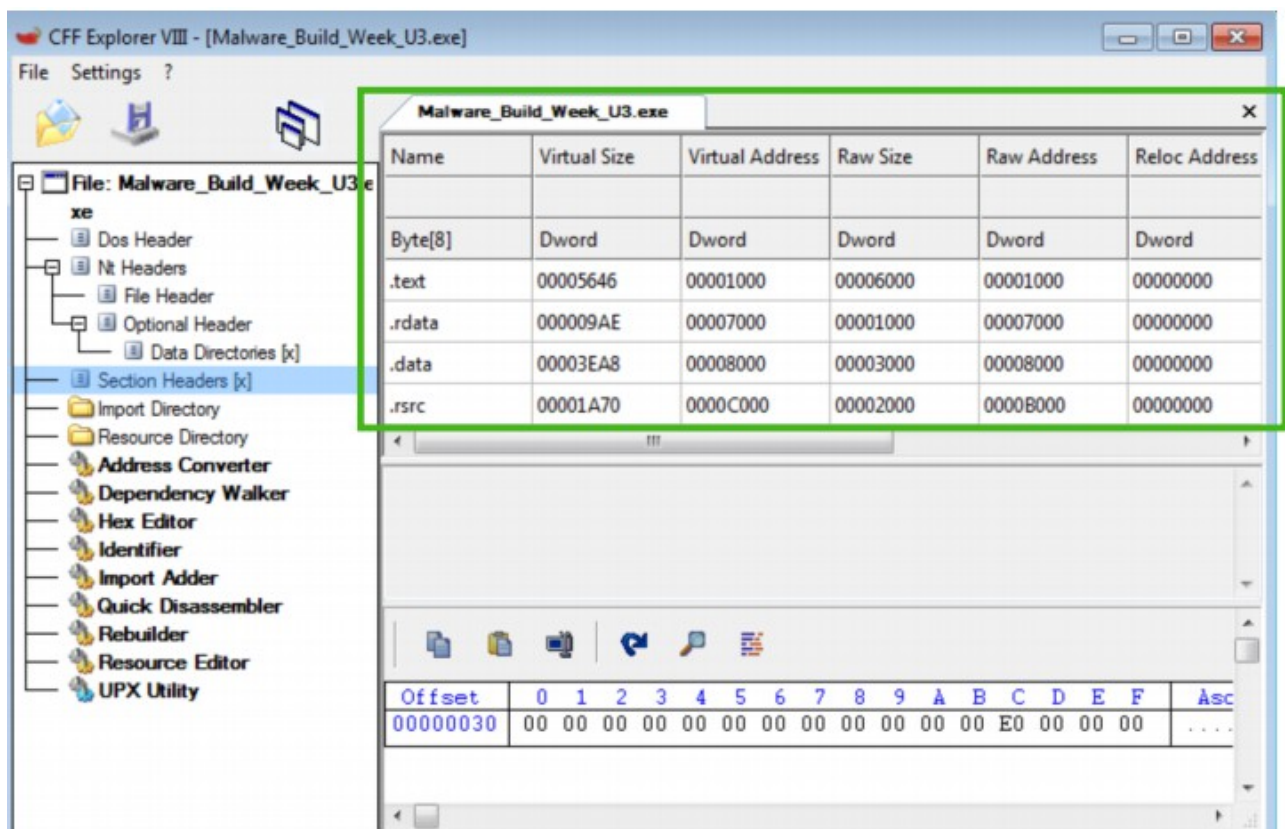 CFF Explorer VIII - [Malware_Build_Week_U3.exe]
File Settings ?
Malware_Build_Week_U3.exe
Name Virtual Size Virtual Address Raw Size Raw Address Reloc Address
Byte[8] Dword Dword Dword Dword Dword
.text 00005646 00001000 00006000 00001000 00000000
.rdata 000009AE 00007000 00001000 00007000 00000000
.data 00003EA8 00008000 00003000 00008000 00000000
.rsrc 00001A70 0000C000 00002000 0000B000 00000000
File: Malware_Build_Week_U3.e
xe
Dos Header
Nt Headers
File Header
Optional Header
Data Directories [x]
Section Headers [x]
Import Directory
Resource Directory
Address Converter
Dependency Walker
Hex Editor
Identifier
Import Adder
Quick Disassembler
Rebuilder
Resource Editor
UPX Utility
Offset 0 1 2 3 4 5 6 7 8 9 A B C D E F Asc
00000030 00 00 00 00 00 00 00 00 00 00 00 00 E0 00 00 00 ....